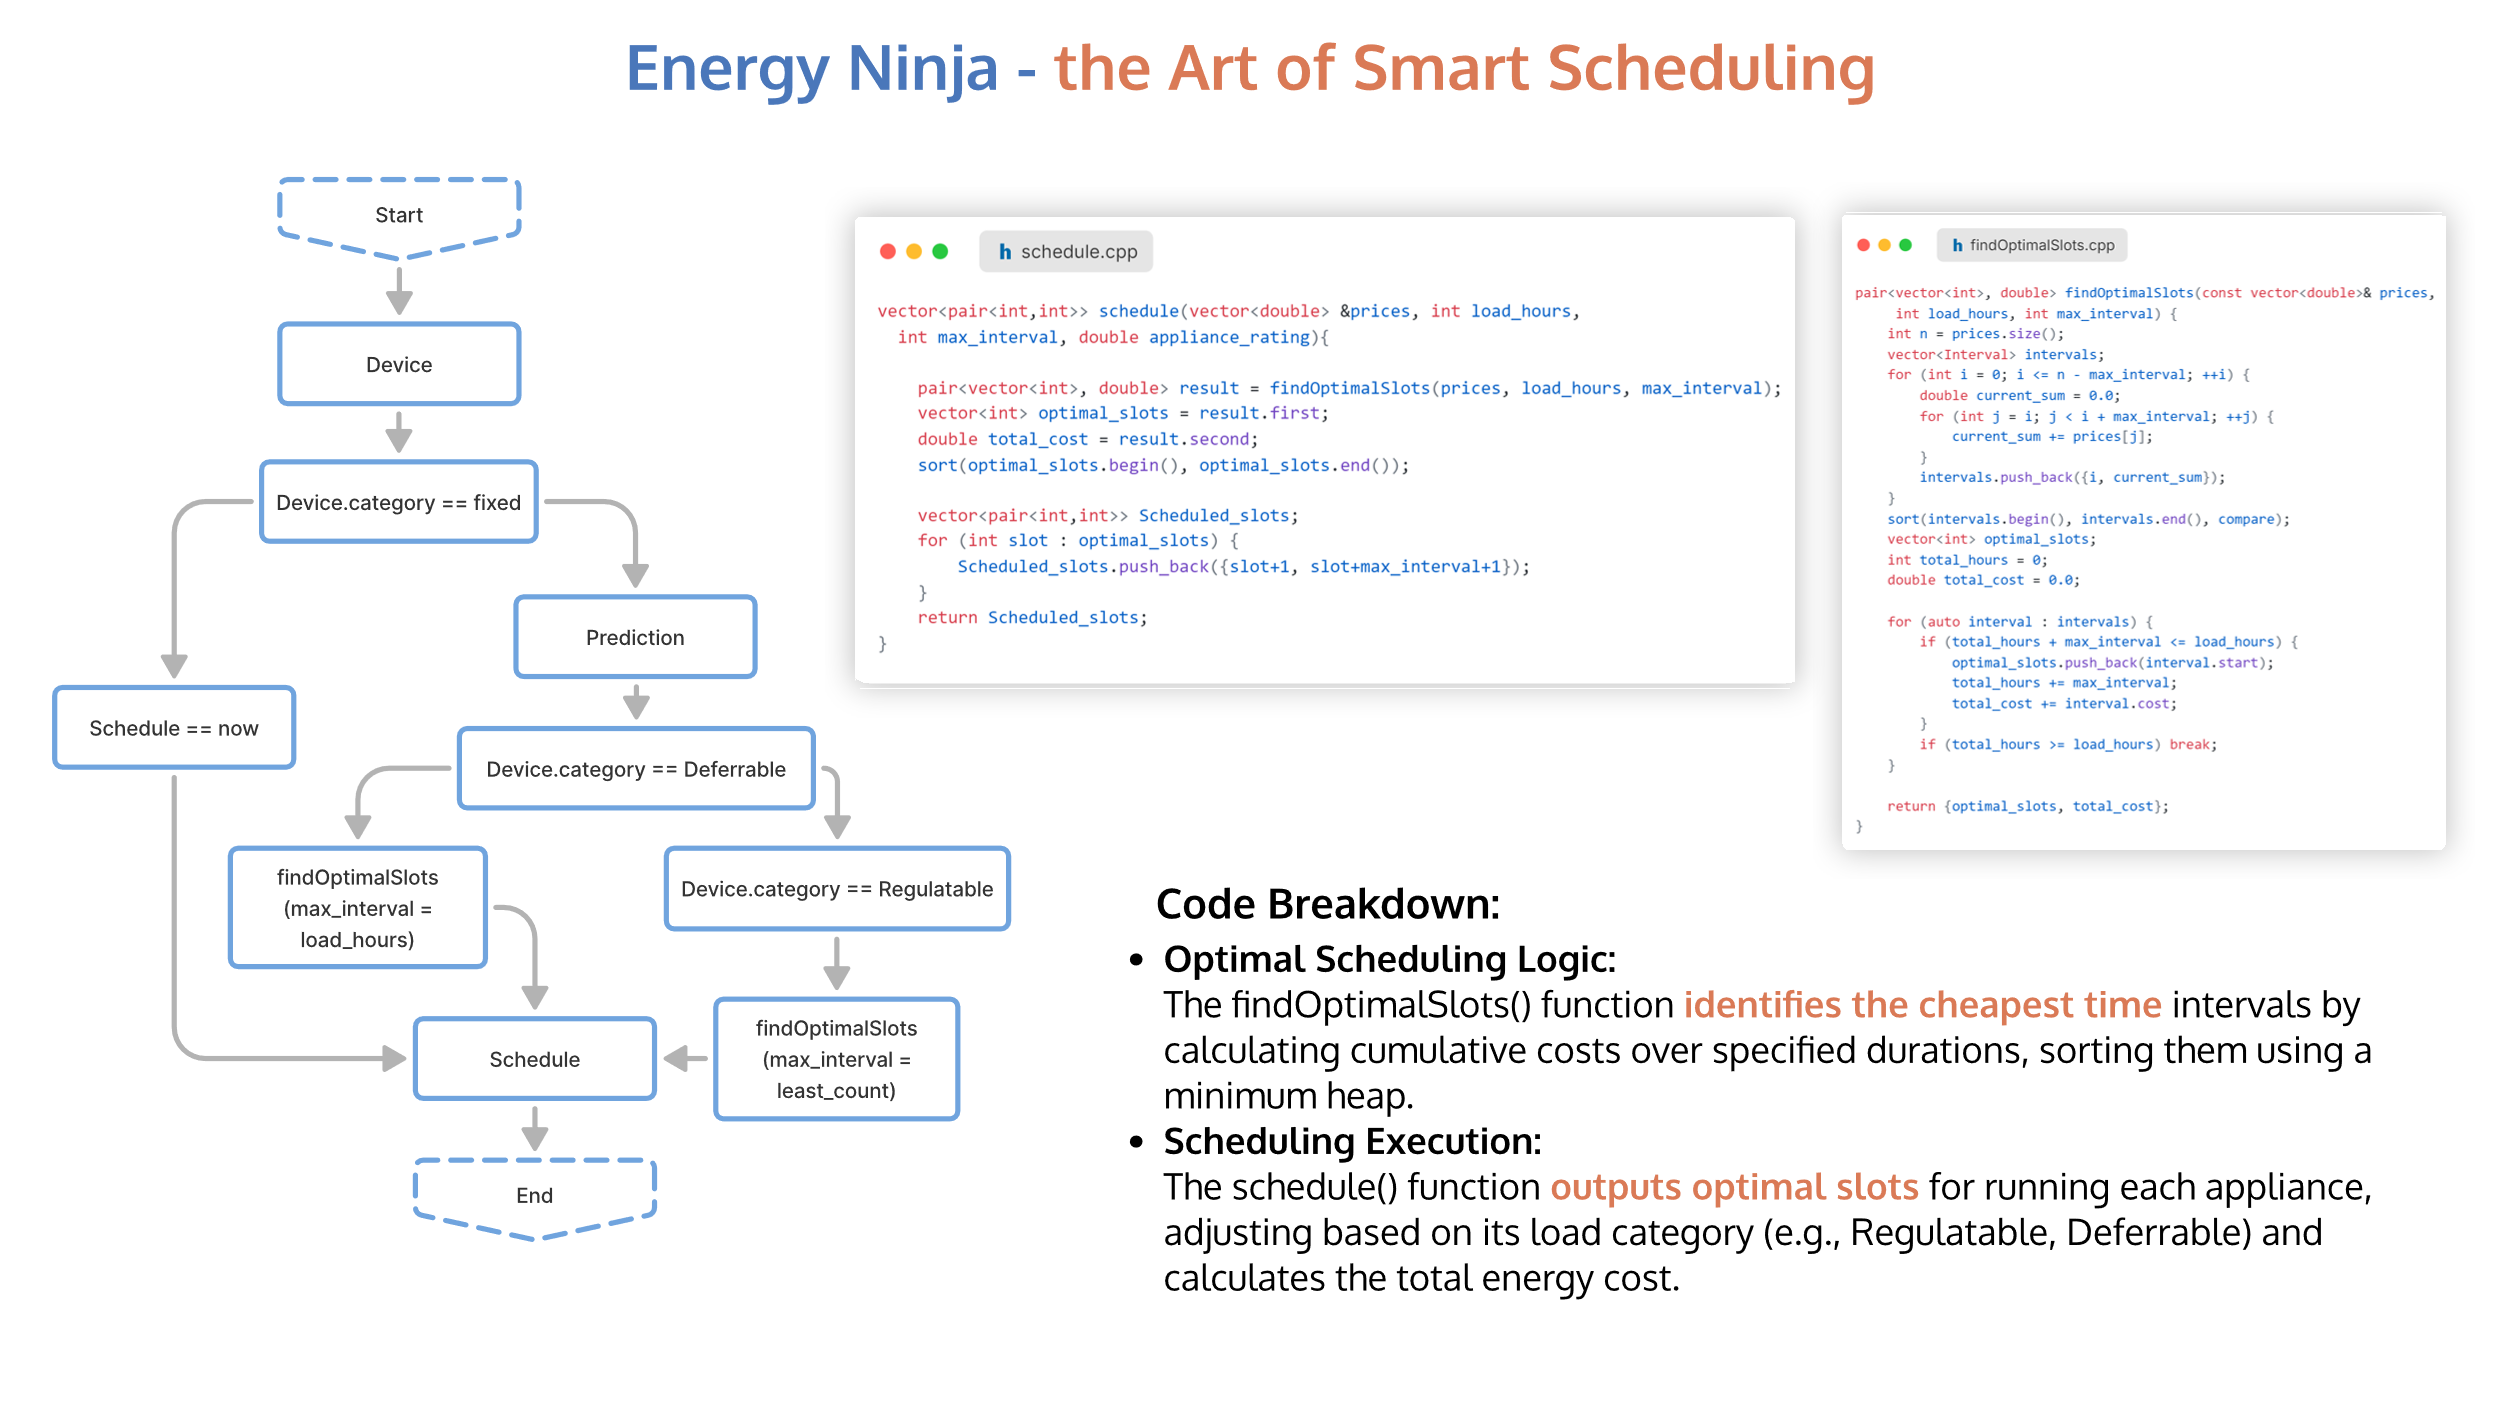 Energy Ninja - the Art of Smart Scheduling
Start
Device
Device.category == fixed
Prediction
Schedule == now
Device.category == Deferrable
findOptimalSlots
(max_interval =
load_hours)
Device.category == Regulatable
Schedule
findOptimalSlots
(max_interval =
least_count)
End
h schedule.cpp
vector<pair<int,int>> schedule(vector<double> &prices, int load_hours,
int max_interval, double appliance_rating){
pair<vector<int>, double> result = findOptimalSlots(prices, load_hours, max_interval);
vector<int> optimal_slots = result.first;
double total_cost = result.second;
sort(optimal_slots.begin(), optimal_slots.end());
vector<pair<int,int>> Scheduled_slots;
for (int slot : optimal_slots) {
Scheduled_slots.push_back({slot+1, slot+max_interval+1});
}
return Scheduled_slots;
}
h findOptimalSlots.cpp
pair<vector<int>, double> findOptimalSlots(const vector<double>& prices,
int load_hours, int max_interval) {
int n = prices.size();
vector<Interval> intervals;
for (int i = 0; i <= n - max_interval; ++i) {
double current_sum = 0.0;
for (int j = i; j < i + max_interval; ++j) {
current_sum += prices[j];
}
intervals.push_back({i, current_sum});
}
sort(intervals.begin(), intervals.end(), compare);
vector<int> optimal_slots;
int total_hours = 0;
double total_cost = 0.0;
for (auto interval : intervals) {
if (total_hours + max_interval <= load_hours) {
optimal_slots.push_back(interval.start);
total_hours += max_interval;
total_cost += interval.cost;
}
if (total_hours >= load_hours) break;
}
return {optimal_slots, total_cost};
}
Code Breakdown:
• Optimal Scheduling Logic:
The findOptimalSlots() function identifies the cheapest time intervals by
calculating cumulative costs over specified durations, sorting them using a
minimum heap.
• Scheduling Execution:
The schedule() function outputs optimal slots for running each appliance,
adjusting based on its load category (e.g., Regulatable, Deferrable) and
calculates the total energy cost.